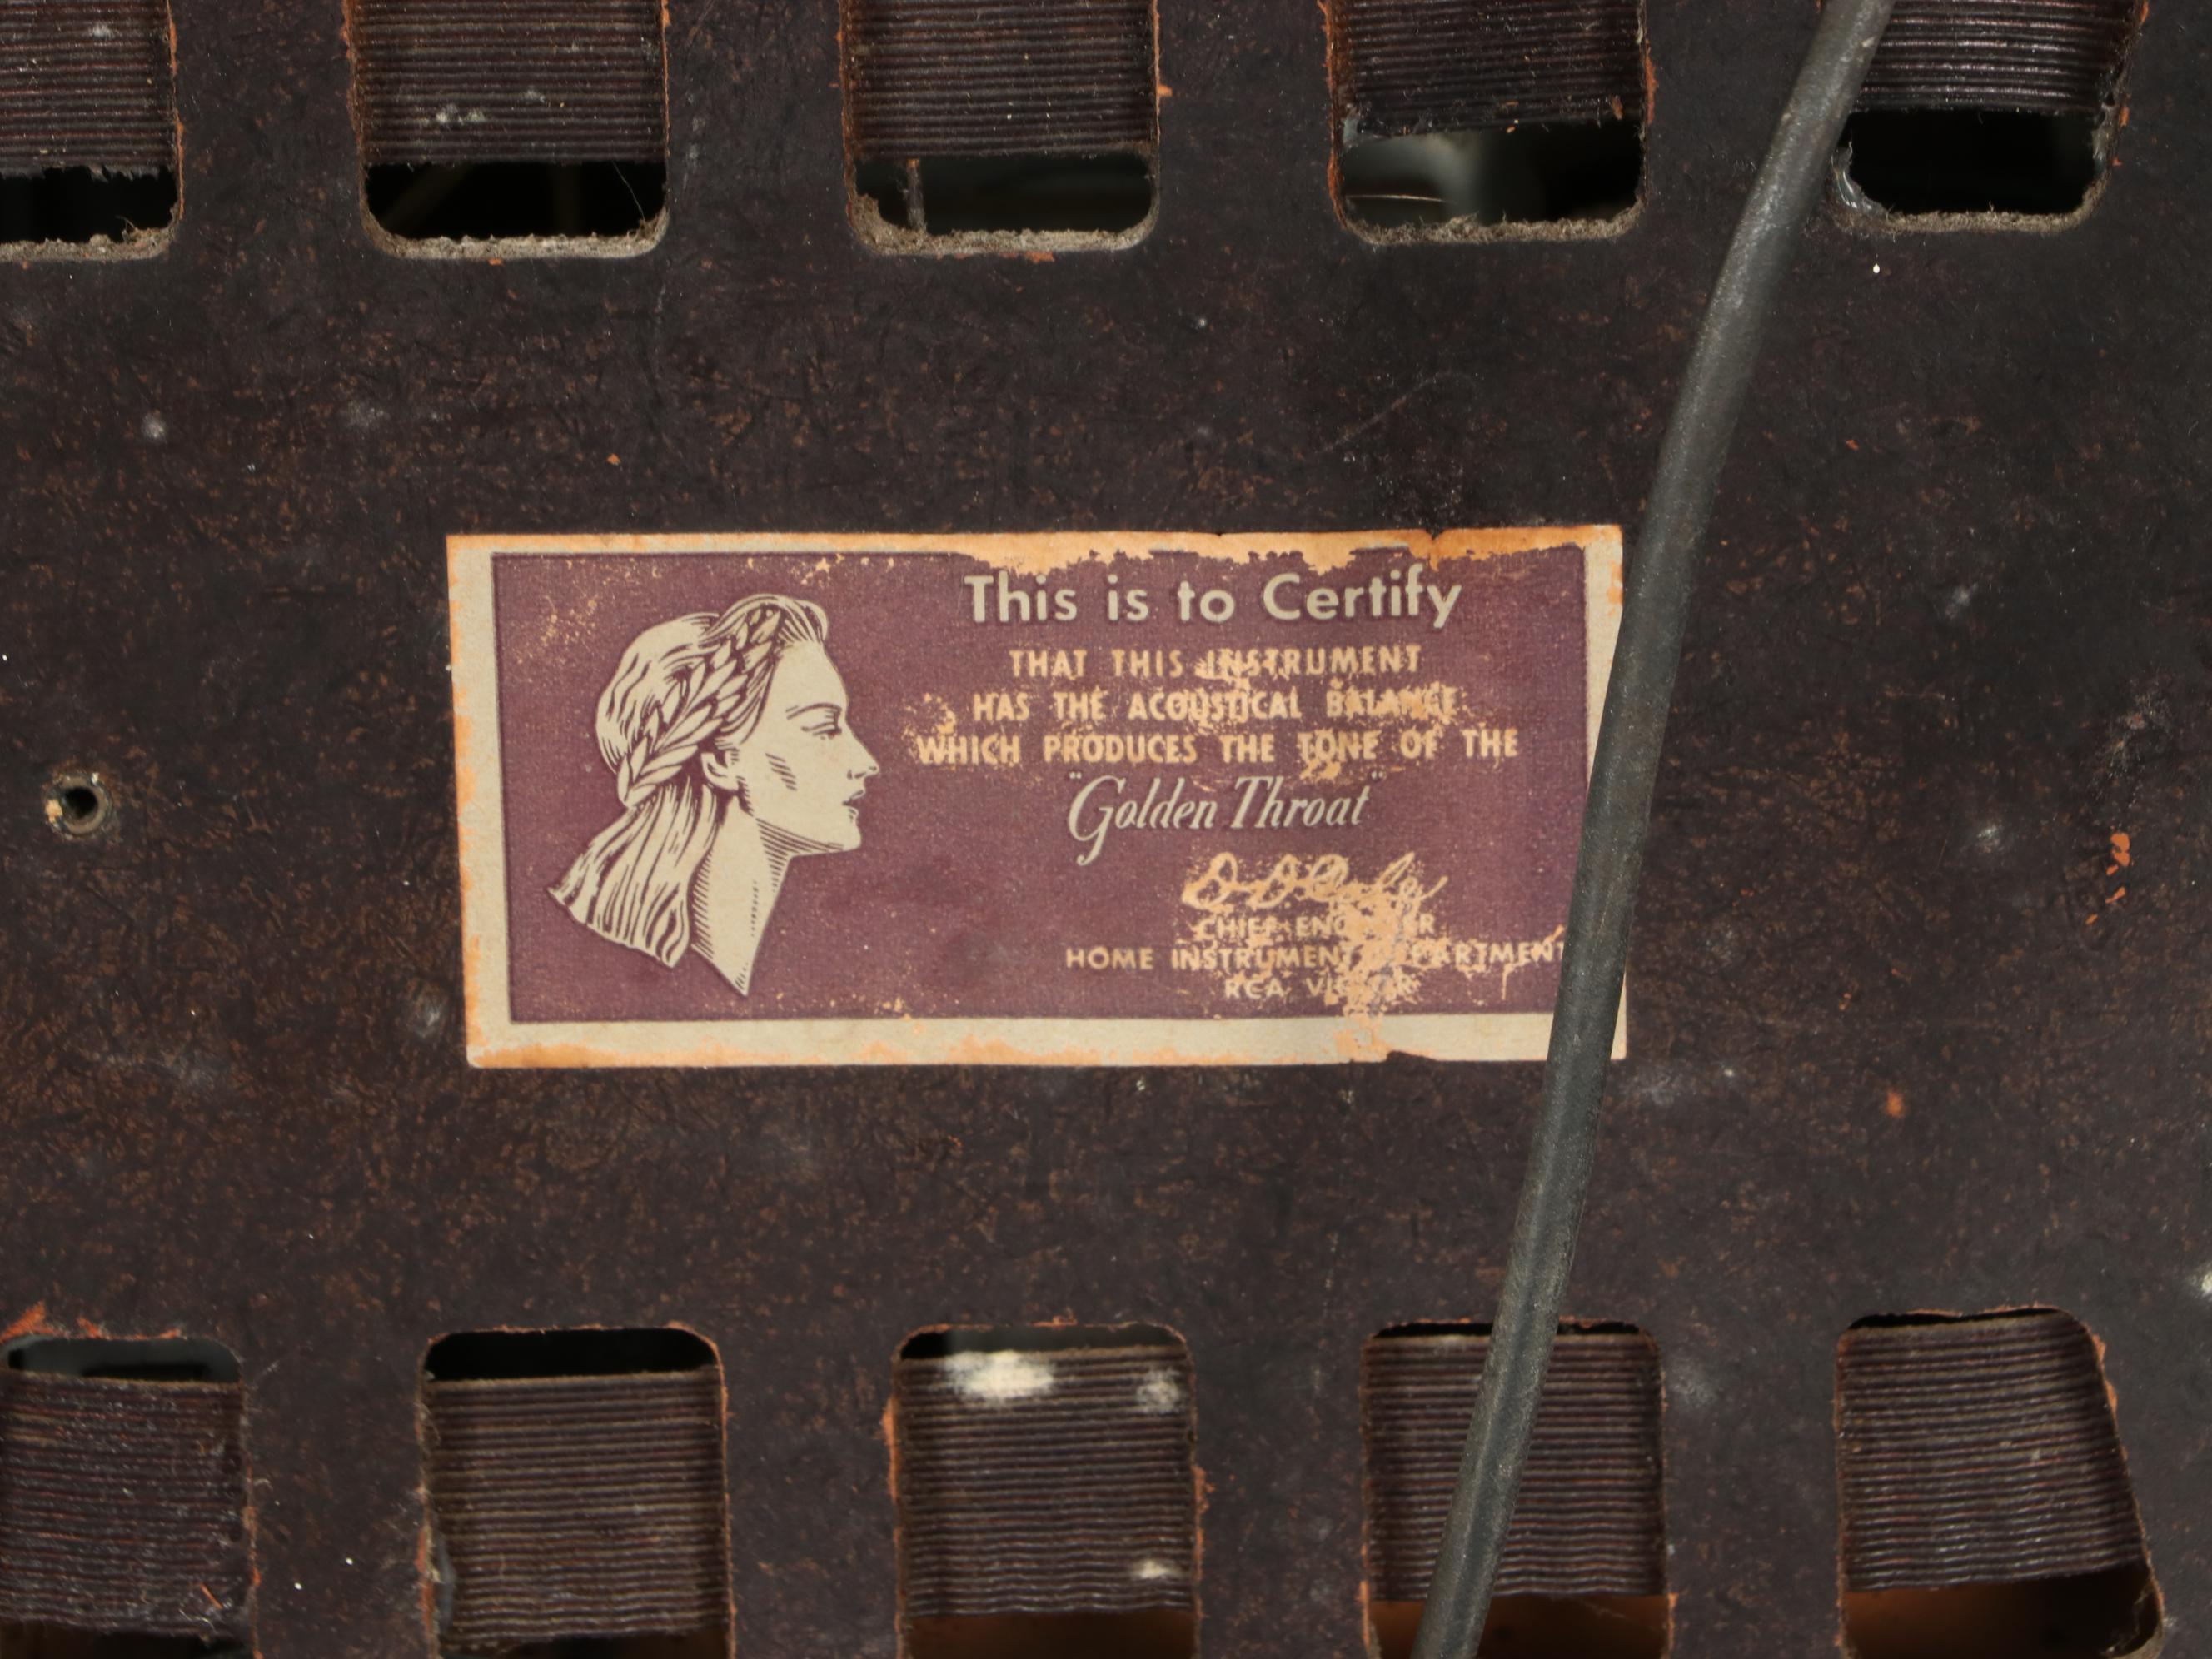 This is to Certify
THAT THIS INSTRUMENT
HAS THE ACOUSTICAL BALANCE
WHICH PRODUCES THE TONE OF THE
"Golden Throat"
CHIEF ENGINEER
HOME INSTRUMENT DEPARTMENT
RCA VICTOR